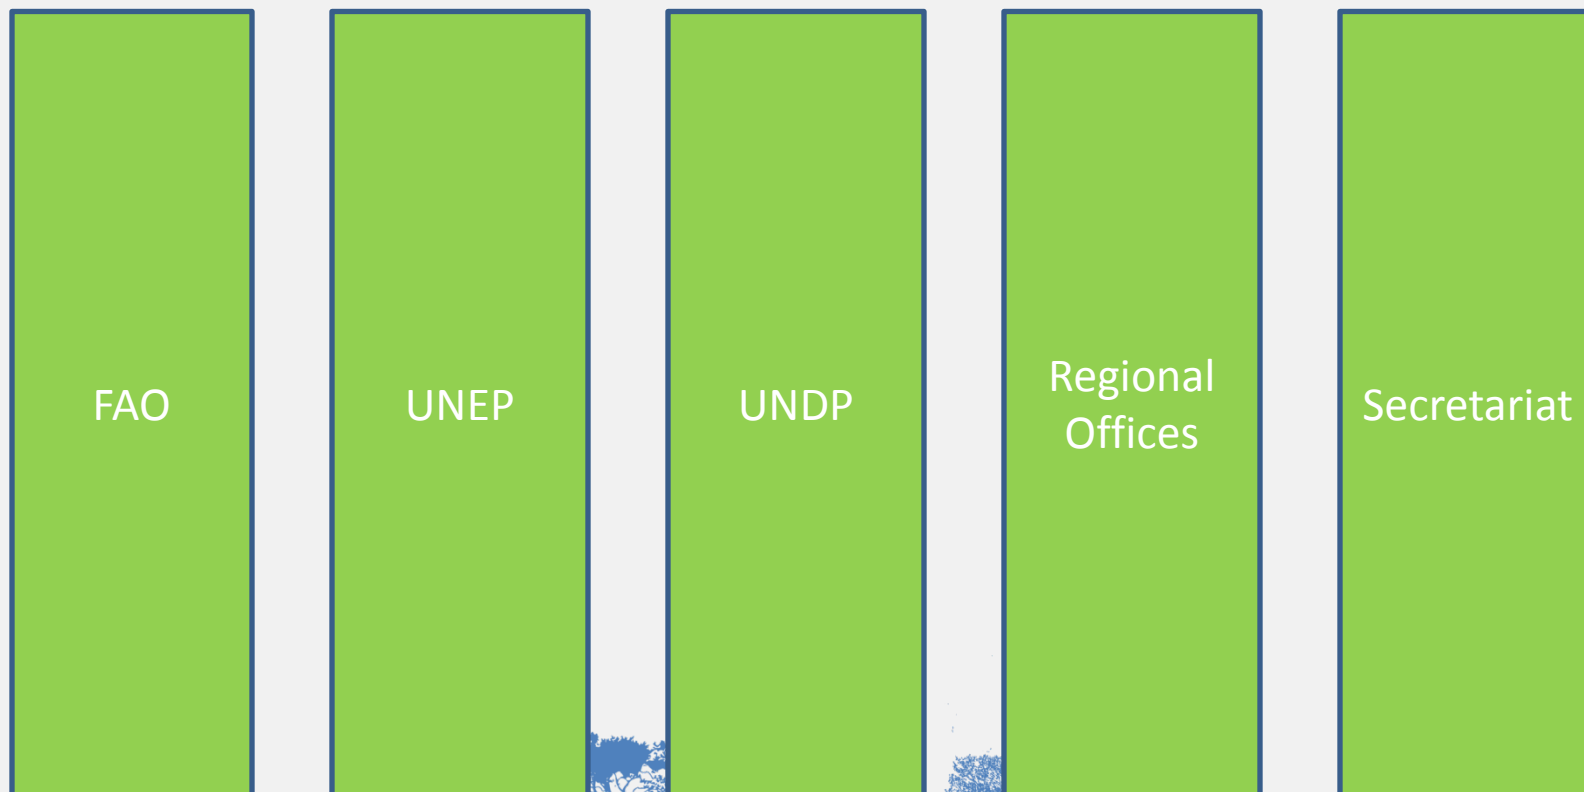 FAO
UNEP
UNDP
Regional
Offices
Secretariat